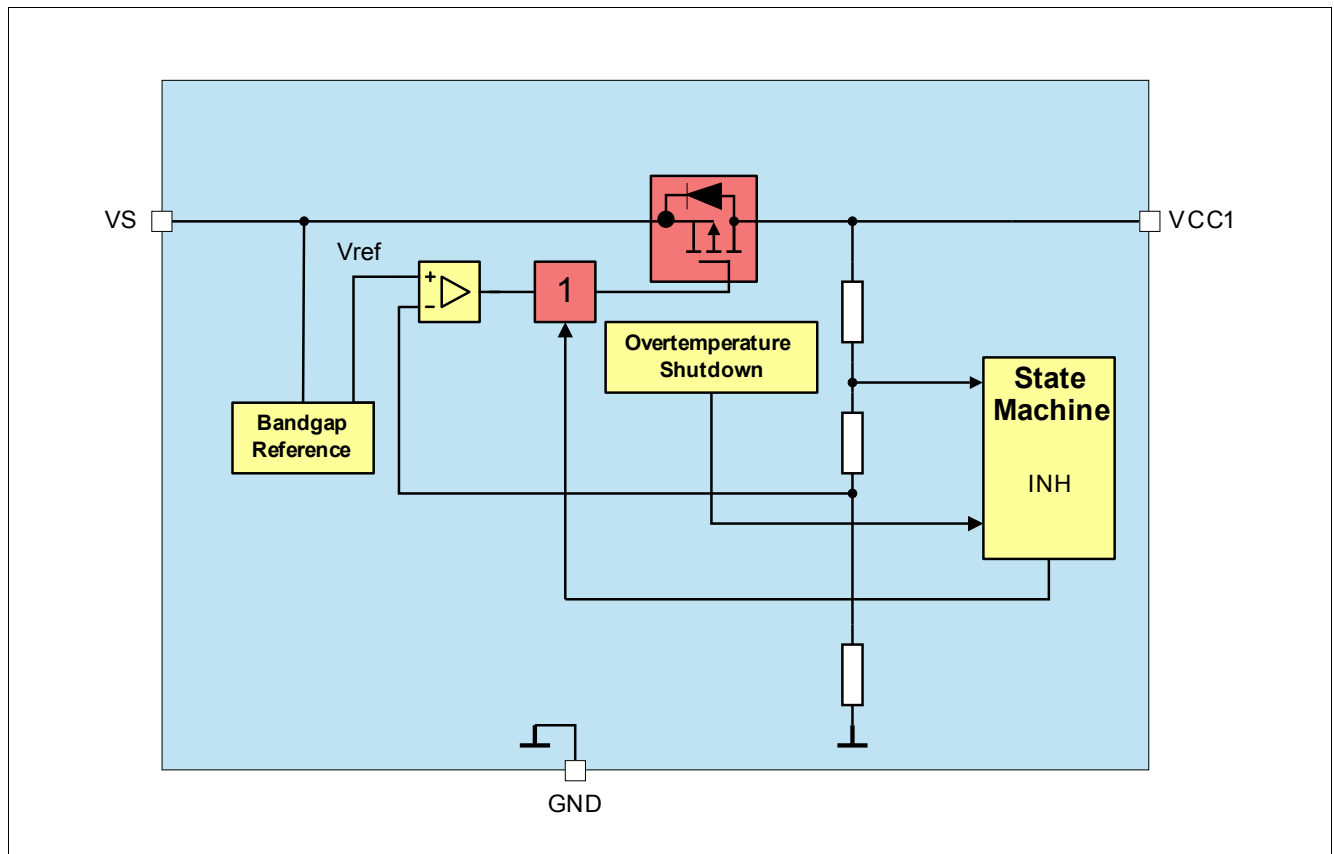 VS
VCC1
Vref
+
-
1
Overtemperature
Shutdown
State
Machine
INH
Bandgap
Reference
GND